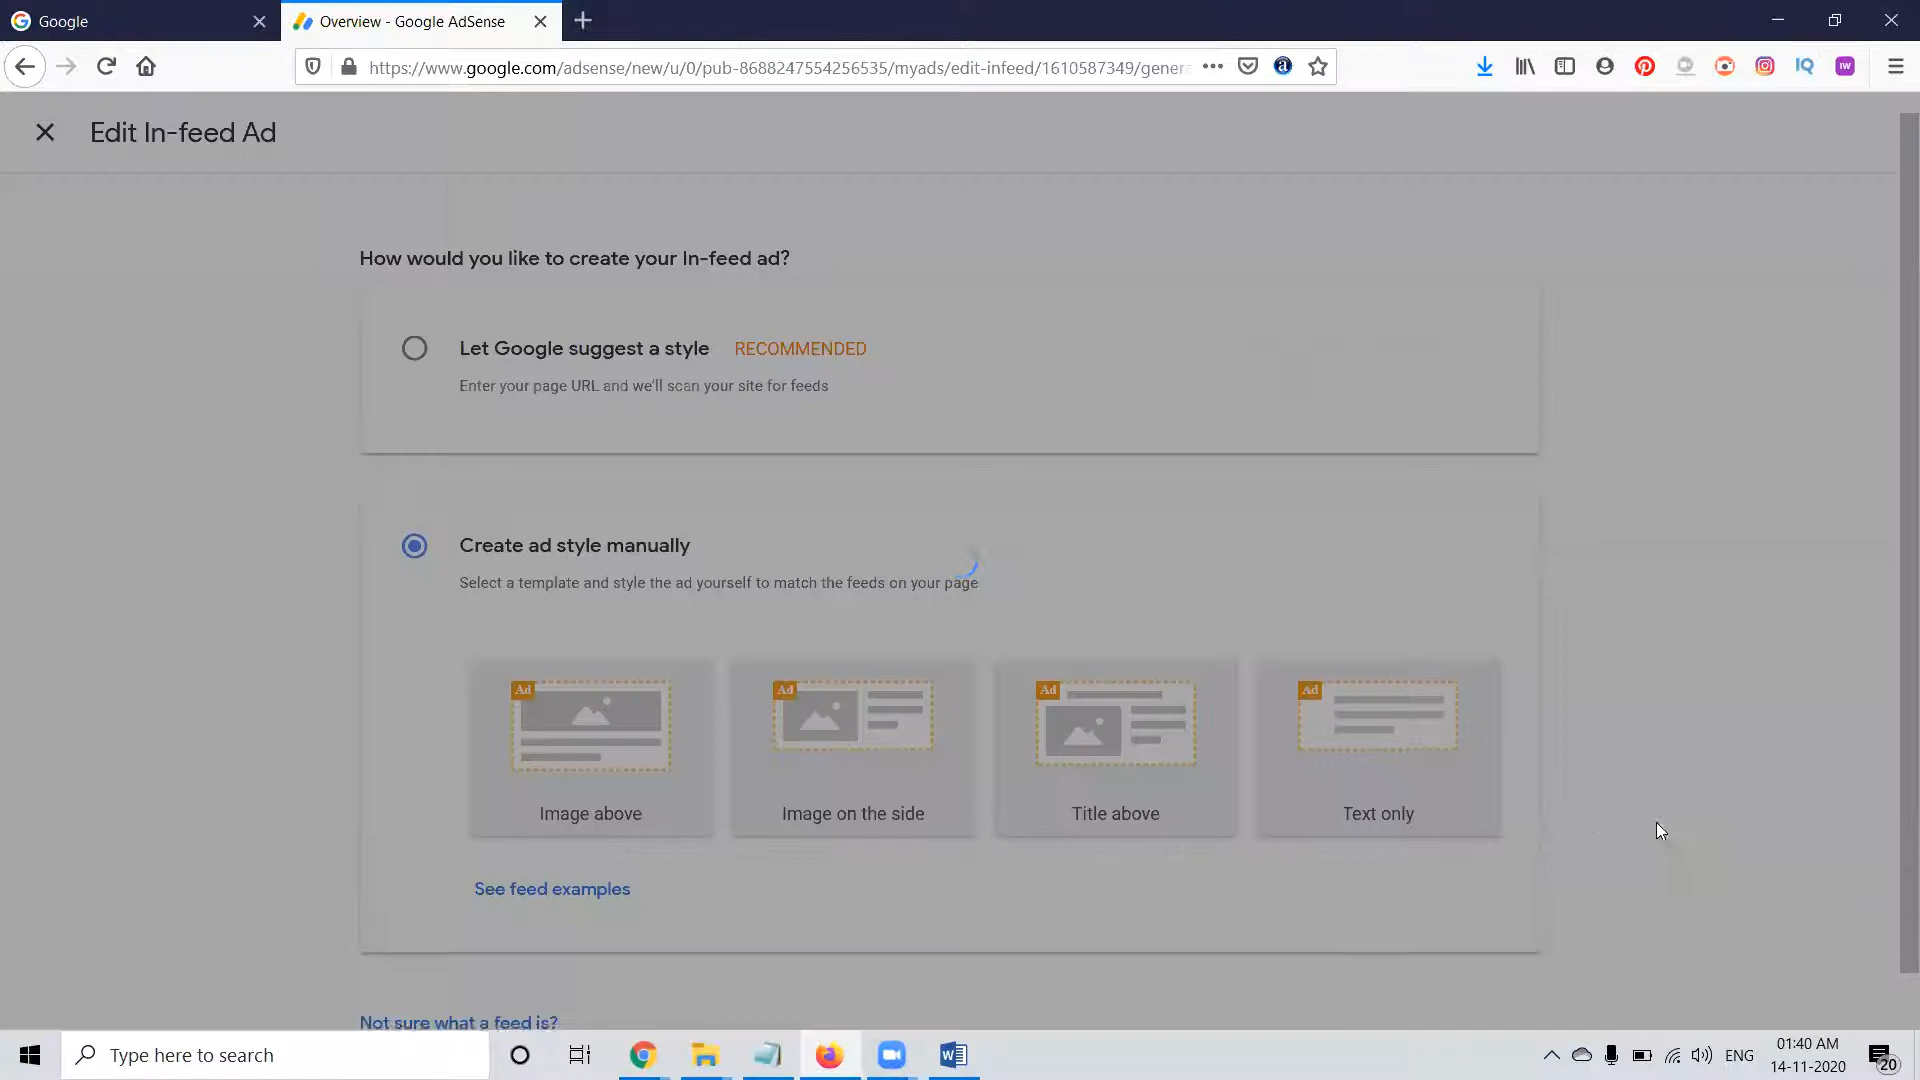 Google
Overview - Google AdSense
https://www.google.com/adsense/new/u/0/pub-8688247554256535/myads/edit-infeed/1610587349/genera
IQ
IW
Edit In-feed Ad
How would you like to create your In-feed ad?
Let Google suggest a style RECOMMENDED
Enter your page URL and we'll scan your site for feeds
Create ad style manually
Select a template and style the ad yourself to match the feeds on your page
Ad Ad Ad Ad
Image above Image on the side Title above Text only
See feed examples
Not sure what a feed is?
Type here to search
ENG
01:40 AM
14-11-2020
20